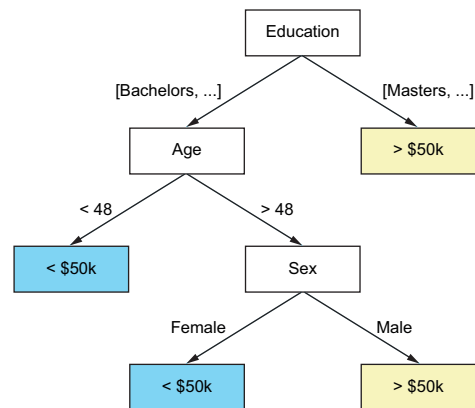 Education
[Bachelors, ...]
[Masters, ...]
Age
> $50k
< 48
> 48
< $50k
Sex
Female
Male
< $50k
> $50k